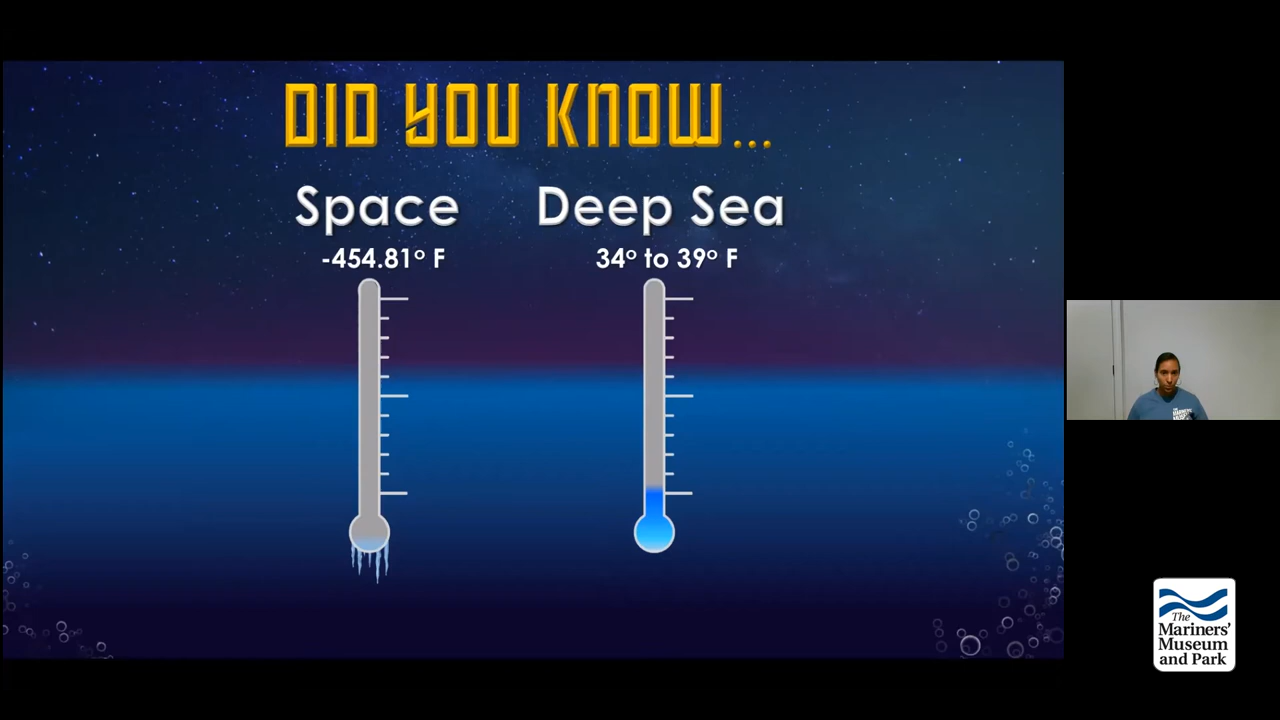 DID YOU KNOW...
Space
Deep Sea
-454.81° F
34° to 39° F
The
Mariners'
Museum
and Park